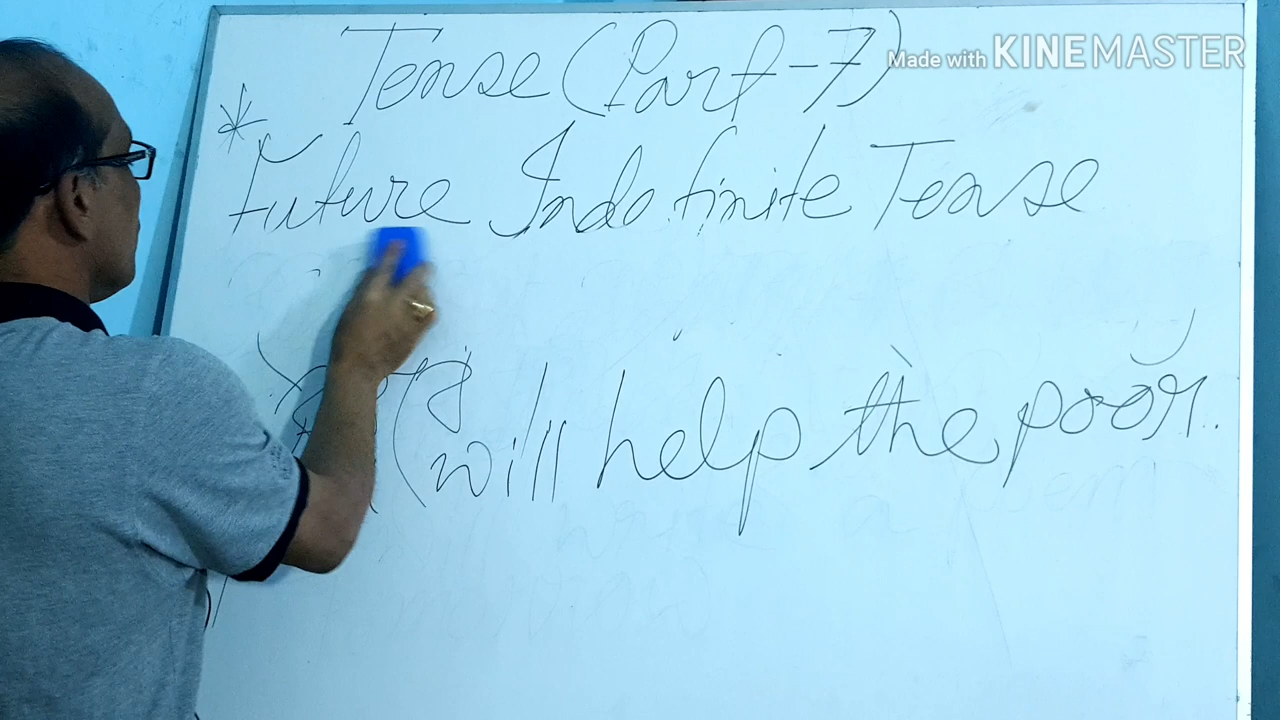 Tense (Part-7)
Made with KINEMASTER
* Future Indefinite Tense
I will help the poor.